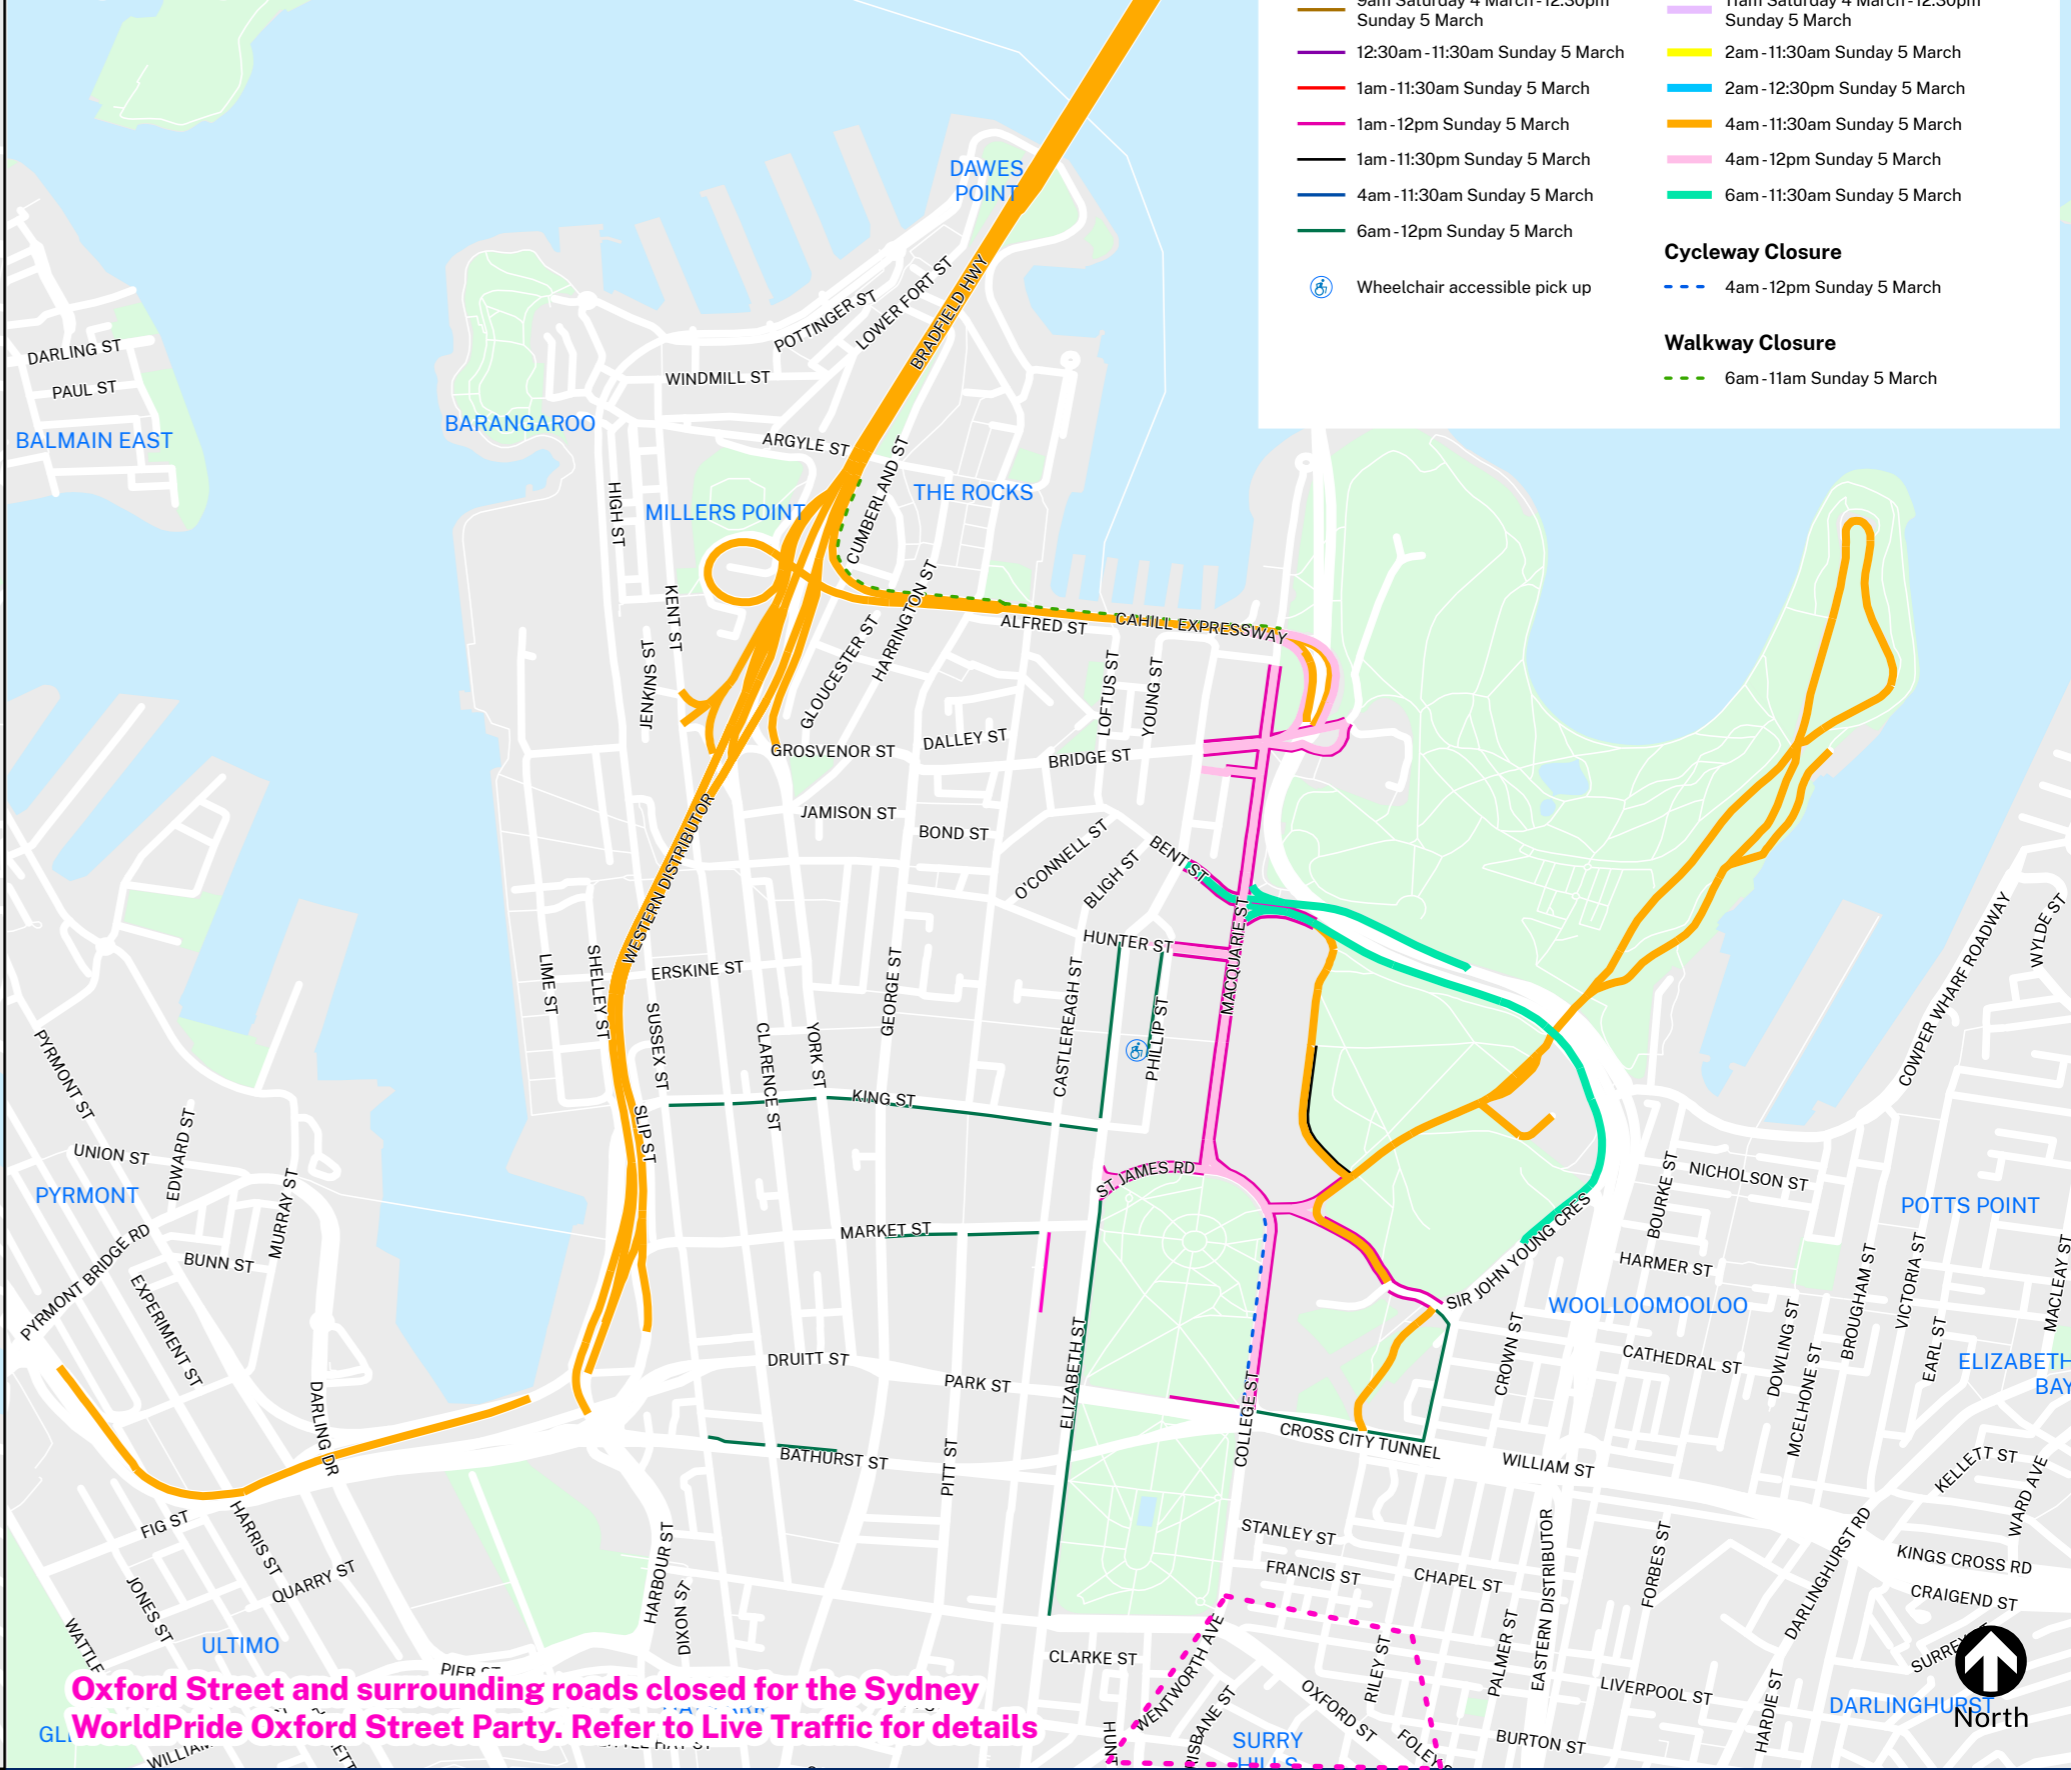 9am Saturday 4 March - 12:30pm
Sunday 5 March
12:30am - 11:30am Sunday 5 March
1am - 11:30am Sunday 5 March
1am - 12pm Sunday 5 March
1am - 11:30pm Sunday 5 March
4am - 11:30am Sunday 5 March
6am - 12pm Sunday 5 March
Wheelchair accessible pick up
11am Saturday 4 March - 12:30pm
Sunday 5 March
2am - 11:30am Sunday 5 March
2am - 12:30pm Sunday 5 March
4am - 11:30am Sunday 5 March
4am - 12pm Sunday 5 March
6am - 11:30am Sunday 5 March
Cycleway Closure
4am - 12pm Sunday 5 March
Walkway Closure
6am - 11am Sunday 5 March
DAWES
POINT
POTTINGER ST
LOWER FORT ST
BRADFIELD HWY
DARLING ST
PAUL ST
WINDMILL ST
BALMAIN EAST
BARANGAROO
ARGYLE ST
CUMBERLAND ST
THE ROCKS
HIGH ST
MILLERS POINT
KENT ST
JENKINS ST
HARRINGTON ST
GLOUCESTER ST
ALFRED ST
CAHILL EXPRESSWAY
LOFTUS ST
YOUNG ST
GROSVENOR ST
DALLEY ST
BRIDGE ST
JAMISON ST
BOND ST
WESTERN DISTRIBUTOR
O'CONNELL ST
BLIGH ST
BENT ST
HUNTER ST
MACQUARIE ST
LIME ST
SHELLEY ST
ERSKINE ST
SUSSEX ST
GEORGE ST
CLARENCE ST
YORK ST
CASTLEREAGH ST
PHILLIP ST
COWPER WHARF ROADWAY
WYLDE ST
PYRMONT ST
EDWARD ST
UNION ST
PYRMONT
MURRAY ST
SLIP ST
KING ST
ST JAMES RD
NICHOLSON ST
BOURKE ST
POTTS POINT
PYRMONT BRIDGE RD
BUNN ST
EXPERIMENT ST
MARKET ST
SIR JOHN YOUNG CRES
HARMER ST
WOOLLOOMOOLOO
BROUGHAM ST
VICTORIA ST
MACLEAY ST
DOWLING ST
EARL ST
CROWN ST
CATHEDRAL ST
MCELHONE ST
ELIZABETH
BAY
DARLING DR
DRUITT ST
PARK ST
ELIZABETH ST
COLLEGE ST
CROSS CITY TUNNEL
WILLIAM ST
BATHURST ST
PITT ST
KELLETT ST
WARD AVE
FIG ST
HARRIS ST
QUARRY ST
JONES ST
WATTLE
ULTIMO
HARBOUR ST
DIXON ST
STANLEY ST
FRANCIS ST
CHAPEL ST
EASTERN DISTRIBUTOR
FORBES ST
DARLINGHURST RD
KINGS CROSS RD
CRAIGEND ST
SURREY
PALMER ST
RILEY ST
CLARKE ST
WENTWORTH AVE
OXFORD ST
LIVERPOOL ST
HARDIE ST
DARLINGHURST
North
PIER ST
Oxford Street and surrounding roads closed for the Sydney
WorldPride Oxford Street Party. Refer to Live Traffic for details
WILLIAM
HUNT
RISBANE ST
SURRY
HILLS
FOLEY S
BURTON ST